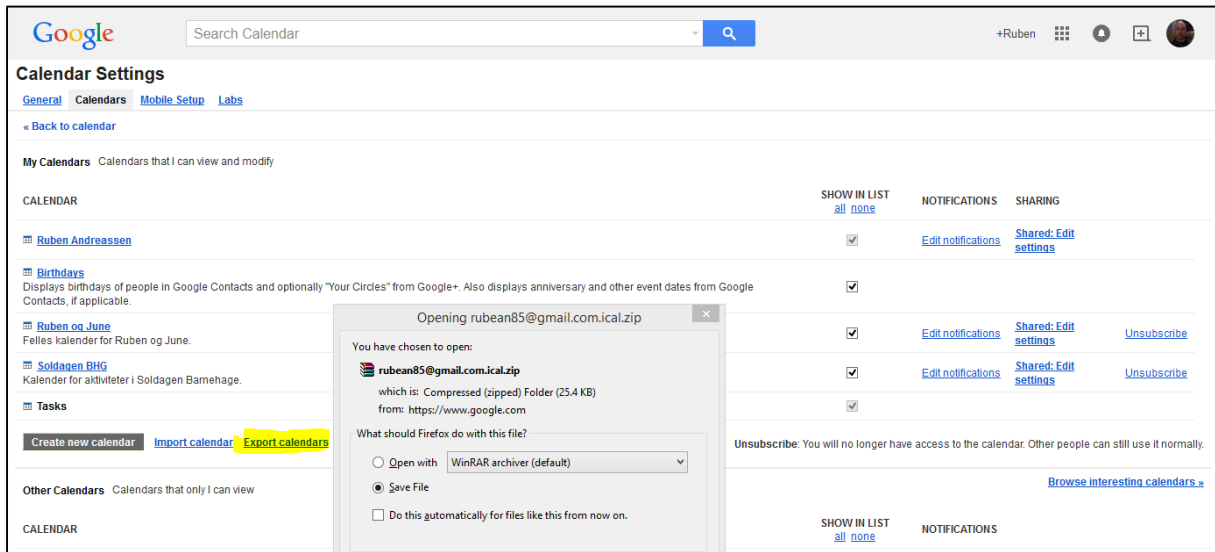 Google
Search Calendar
+Ruben
Calendar Settings
General Calendars Mobile Setup Labs
« Back to calendar
My Calendars Calendars that I can view and modify
CALENDAR SHOW IN LIST NOTIFICATIONS SHARING
all none
Ruben Andreassen Edit notifications Shared: Edit
settings
Birthdays
Displays birthdays of people in Google Contacts and optionally "Your Circles" from Google+. Also displays anniversary and other event dates from Google
Contacts, if applicable.
Ruben og June Edit notifications Shared: Edit
settings Unsubscribe
Felles kalender for Ruben og June.
Soldagen BHG Edit notifications Shared: Edit
settings Unsubscribe
Kalender for aktiviteter i Soldagen Barnehage.
Tasks
Create new calendar Import calendar Export calendars
Unsubscribe: You will no longer have access to the calendar. Other people can still use it normally.
Opening rubean85@gmail.com.ical.zip
You have chosen to open:
rubean85@gmail.com.ical.zip
which is: Compressed (zipped) Folder (25.4 KB)
from: https://www.google.com
What should Firefox do with this file?
Open with WinRAR archiver (default)
Save File
Do this automatically for files like this from now on.
Other Calendars Calendars that only I can view
Browse interesting calendars »
CALENDAR SHOW IN LIST NOTIFICATIONS
all none